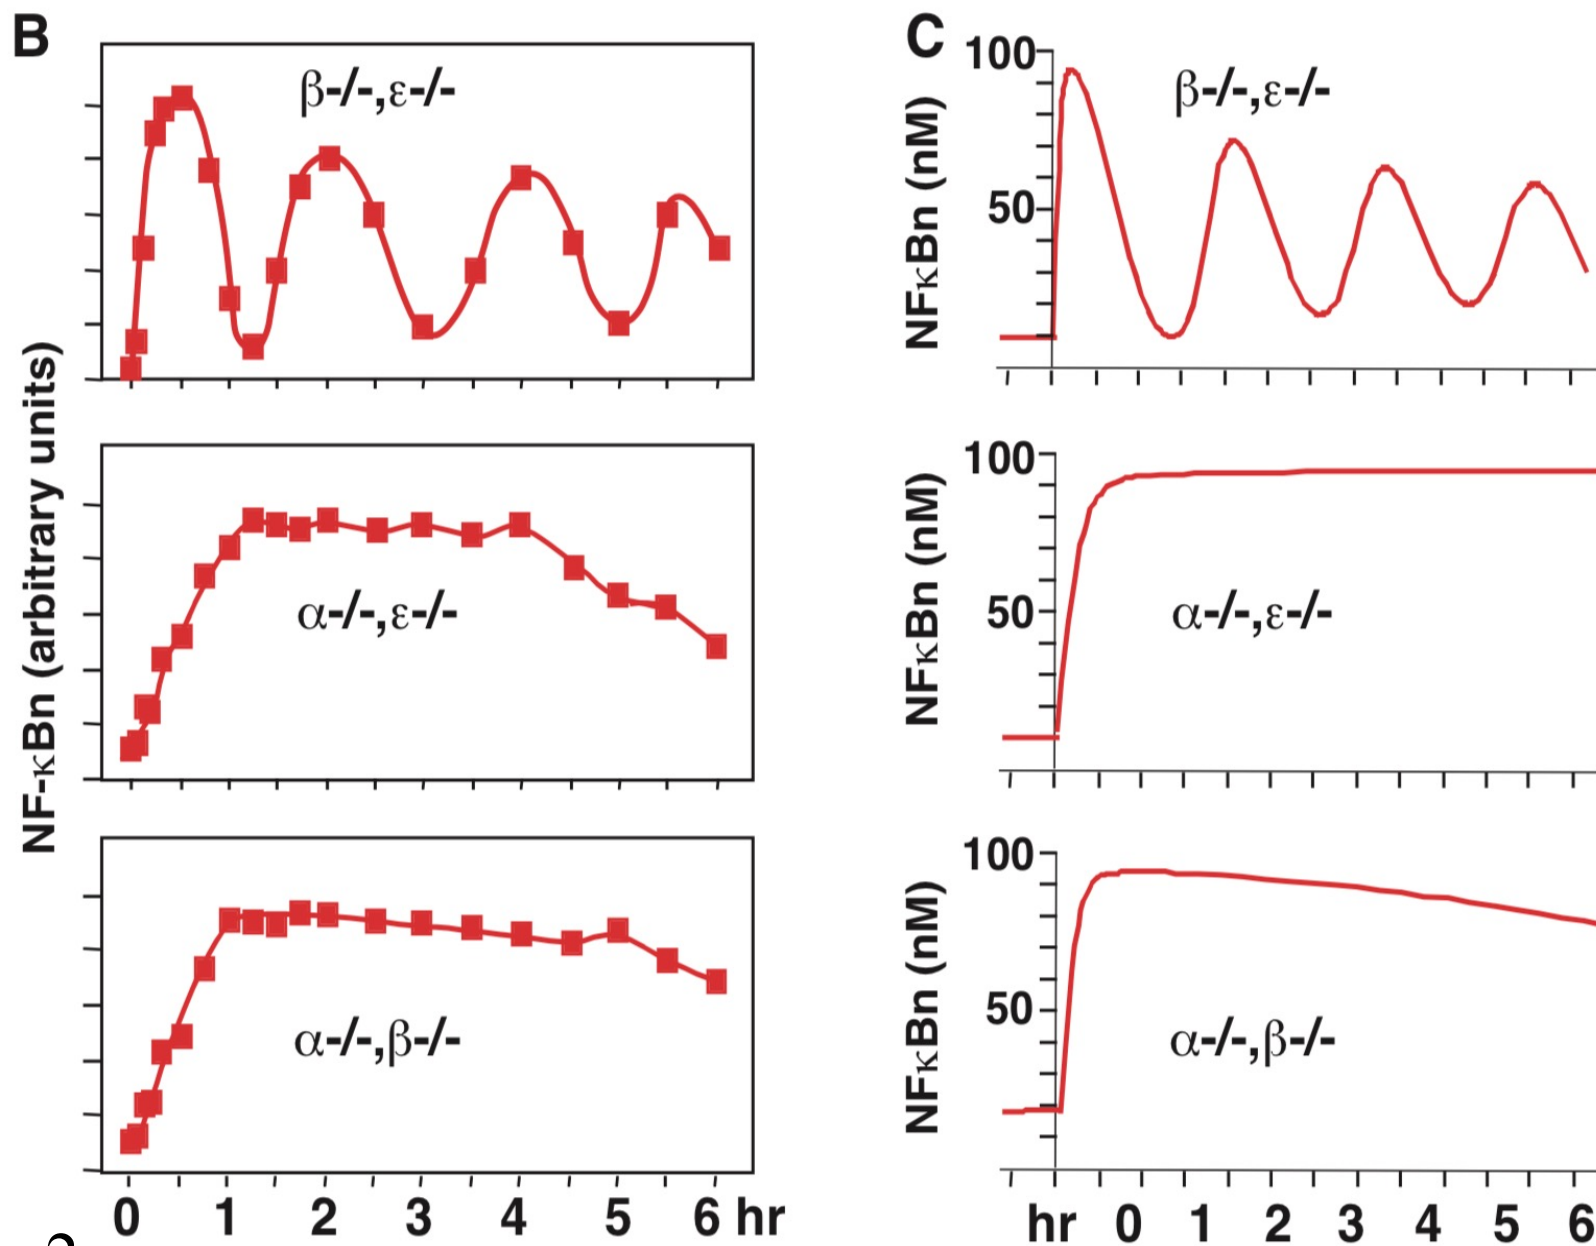 B
NF-κBn (arbitrary units)
β-/-,ε-/-
α-/-,ε-/-
α-/-,β-/-
0 1 2 3 4 5 6 hr
C
NFκBn (nM)
100
50
β-/-,ε-/-
NFκBn (nM)
100
50
α-/-,ε-/-
NFκBn (nM)
100
50
α-/-,β-/-
hr 0 1 2 3 4 5 6